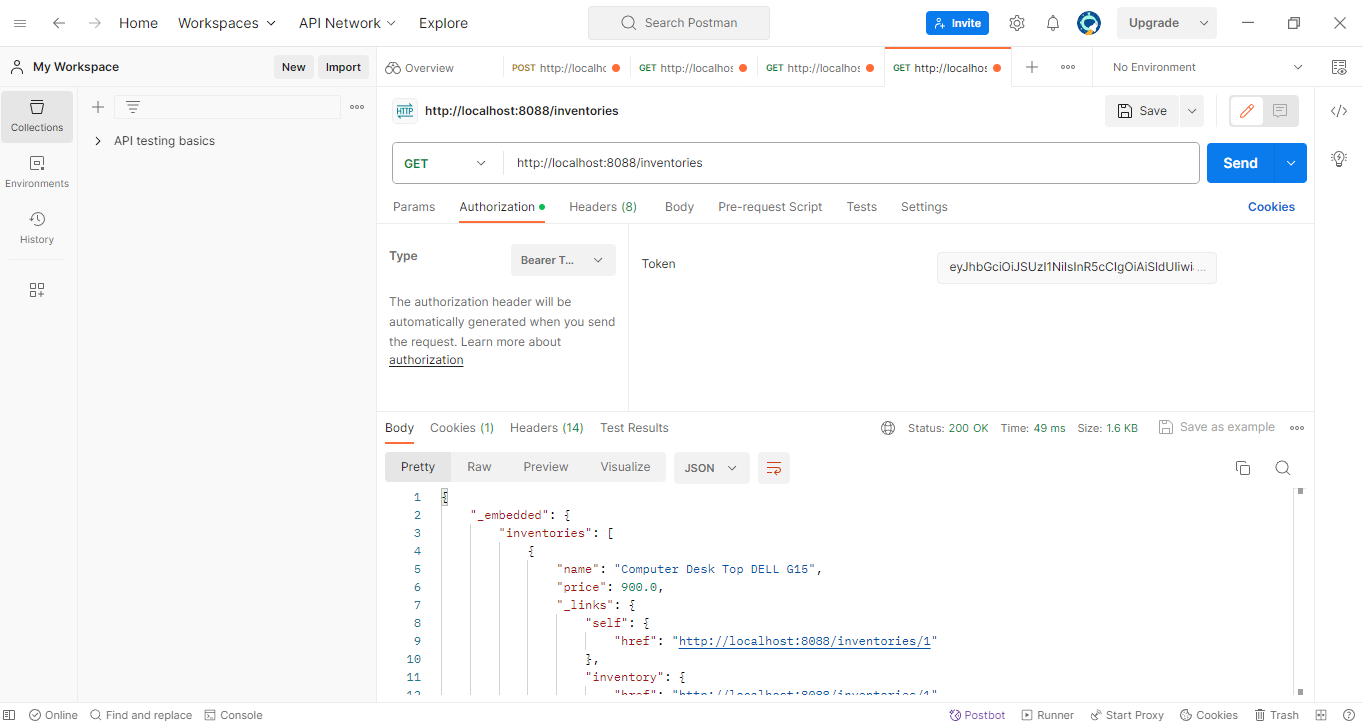 Home Workspaces API Network Explore Search Postman Invite Upgrade
My Workspace New Import Overview POST http://localho GET http://localhos GET http://localhos GET http://localhos No Environment
Collections
API testing basics
Environments
History
HTTP http://localhost:8088/inventories Save
GET http://localhost:8088/inventories Send
Params Authorization Headers (8) Body Pre-request Script Tests Settings Cookies
Type Bearer T... Token
The authorization header will be
automatically generated when you send
the request. Learn more about
authorization
Body Cookies (1) Headers (14) Test Results Status: 200 OK Time: 49 ms Size: 1.6 KB Save as example
Pretty Raw Preview Visualize JSON
1 {
2 "_embedded": {
3 "inventories": [
4 {
5 "name": "Computer Desk Top DELL G15",
6 "price": 900.0,
7 "_links": {
8 "self": {
9 "href": "http://localhost:8088/inventories/1"
10 },
11 "inventory": {
12 "href": "http://localhost:8088/inventories/1"
Online Find and replace Console Postbot Runner Start Proxy Cookies Trash